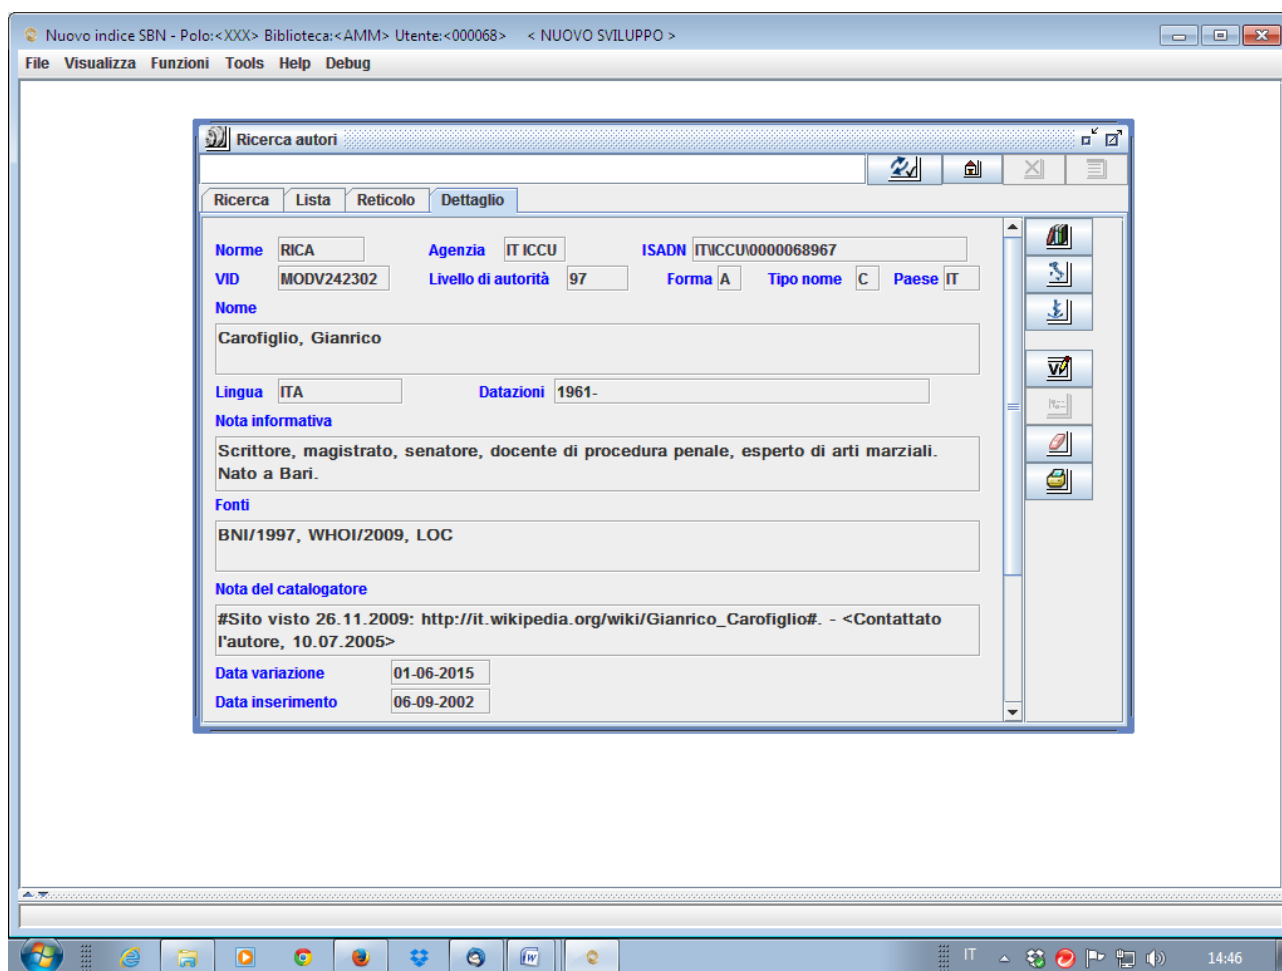 Nuovo indice SBN - Polo:<XXX> Biblioteca:<AMM> Utente:<000068> < NUOVO SVILUPPO >
File Visualizza Funzioni Tools Help Debug
Ricerca autori
Ricerca Lista Reticolo Dettaglio
Norme RICA Agenzia IT ICCU ISADN IT\ICCU\0000068967
VID MODV242302 Livello di autorità 97 Forma A Tipo nome C Paese IT
Nome
Carofiglio, Gianrico
Lingua ITA Datazioni 1961-
Nota informativa
Scrittore, magistrato, senatore, docente di procedura penale, esperto di arti marziali.
Nato a Bari.
Fonti
BNI/1997, WHOI/2009, LOC
Nota del catalogatore
#Sito visto 26.11.2009: http://it.wikipedia.org/wiki/Gianrico_Carofiglio#. - <Contattato
l'autore, 10.07.2005>
Data variazione 01-06-2015
Data inserimento 06-09-2002
IT 14:46